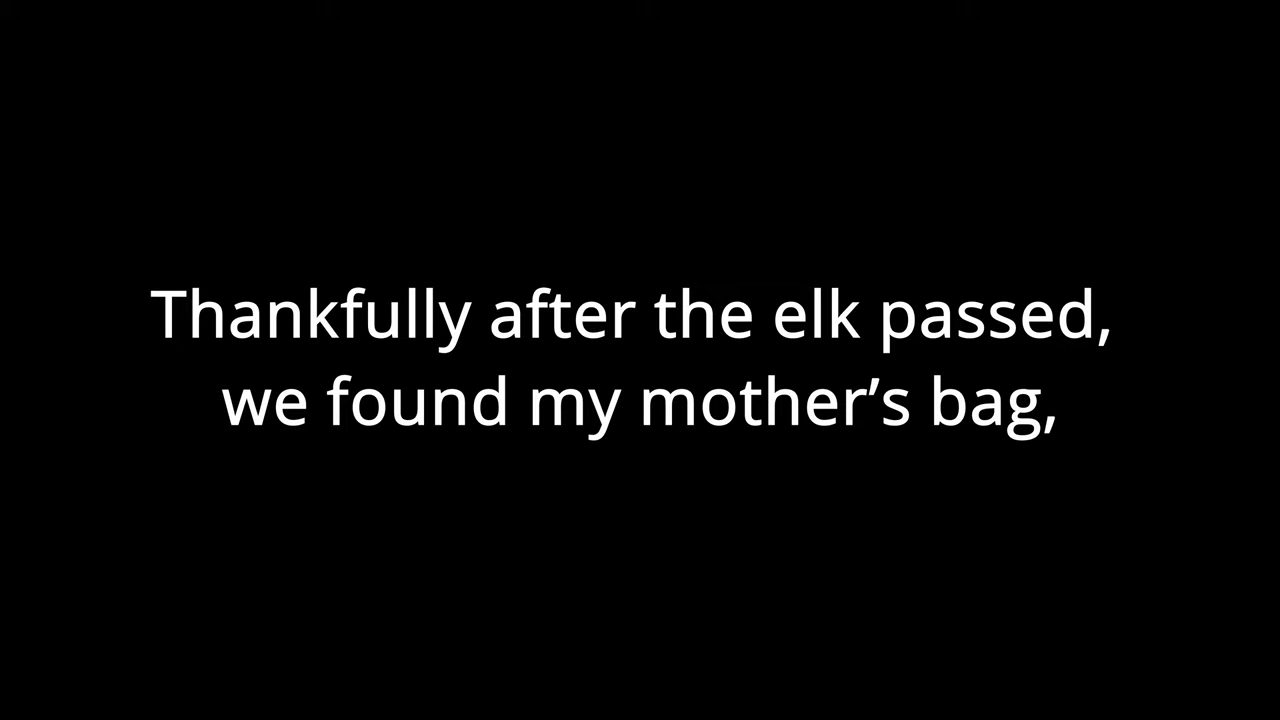 Thankfully after the elk passed,
we found my mother’s bag,